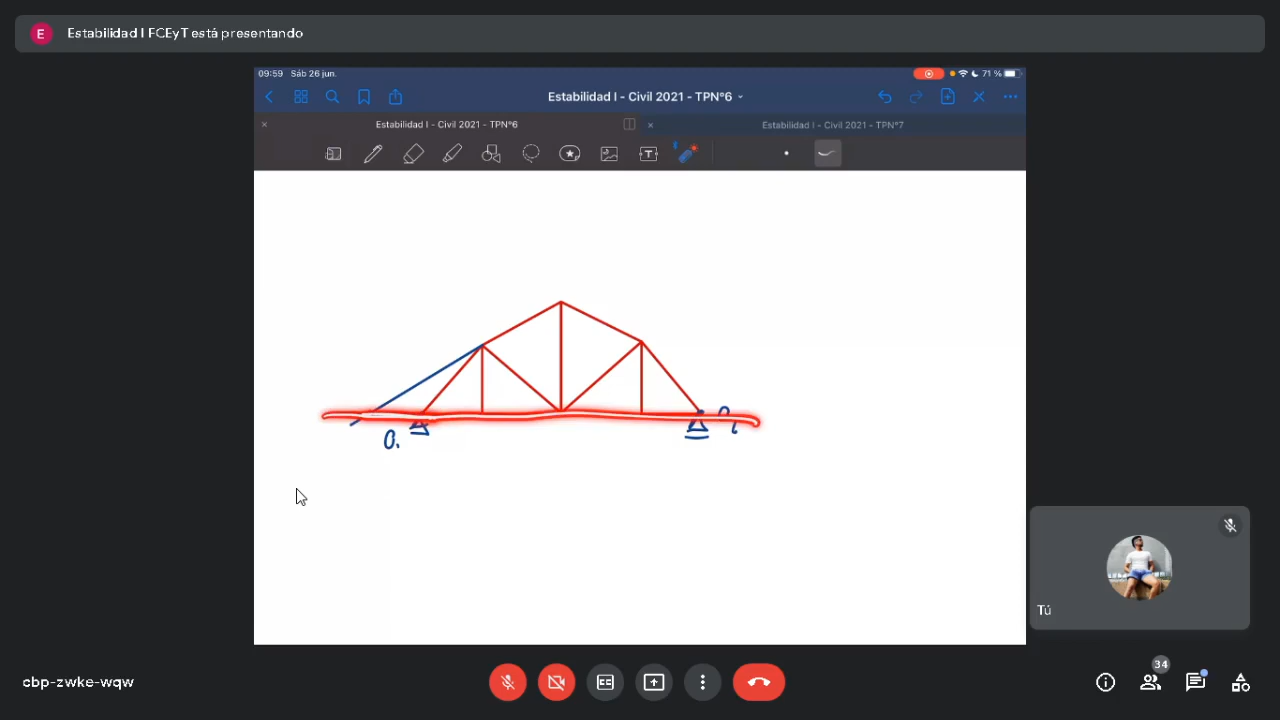 E Estabilidad I FCEyT está presentando
09:59 Sáb 26 jun.
71 %
Estabilidad I - Civil 2021 - TPN°6
Estabilidad I - Civil 2021 - TPN°6
Estabilidad I - Civil 2021 - TPN°7
T
O.
Tú
cbp-zwke-wqw
CC
34